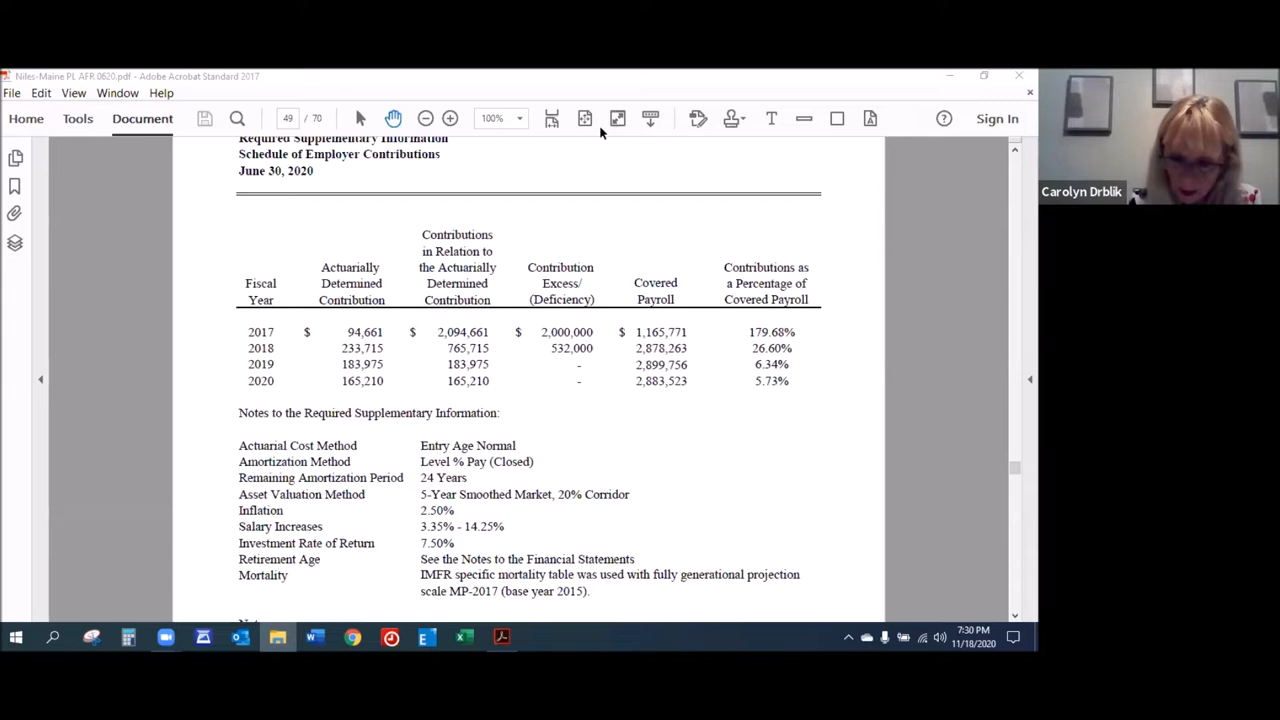 Niles-Maine PL AFR 0620.pdf - Adobe Acrobat Standard 2017
File Edit View Window Help
Home Tools Document 49 / 70 100% Sign In
Required Supplementary Information
Schedule of Employer Contributions
June 30, 2020
Fiscal Year Actuarially Determined Contribution Contributions in Relation to the Actuarially Determined Contribution Contribution Excess/ (Deficiency) Covered Payroll Contributions as a Percentage of Covered Payroll
2017 $ 94,661 $ 2,094,661 $ 2,000,000 $ 1,165,771 179.68%
2018 233,715 765,715 532,000 2,878,263 26.60%
2019 183,975 183,975 - 2,899,756 6.34%
2020 165,210 165,210 - 2,883,523 5.73%
Notes to the Required Supplementary Information:
Actuarial Cost Method Entry Age Normal
Amortization Method Level % Pay (Closed)
Remaining Amortization Period 24 Years
Asset Valuation Method 5-Year Smoothed Market, 20% Corridor
Inflation 2.50%
Salary Increases 3.35% - 14.25%
Investment Rate of Return 7.50%
Retirement Age See the Notes to the Financial Statements
Mortality IMFR specific mortality table was used with fully generational projection
scale MP-2017 (base year 2015).
Carolyn Drblik
7:30 PM
11/18/2020